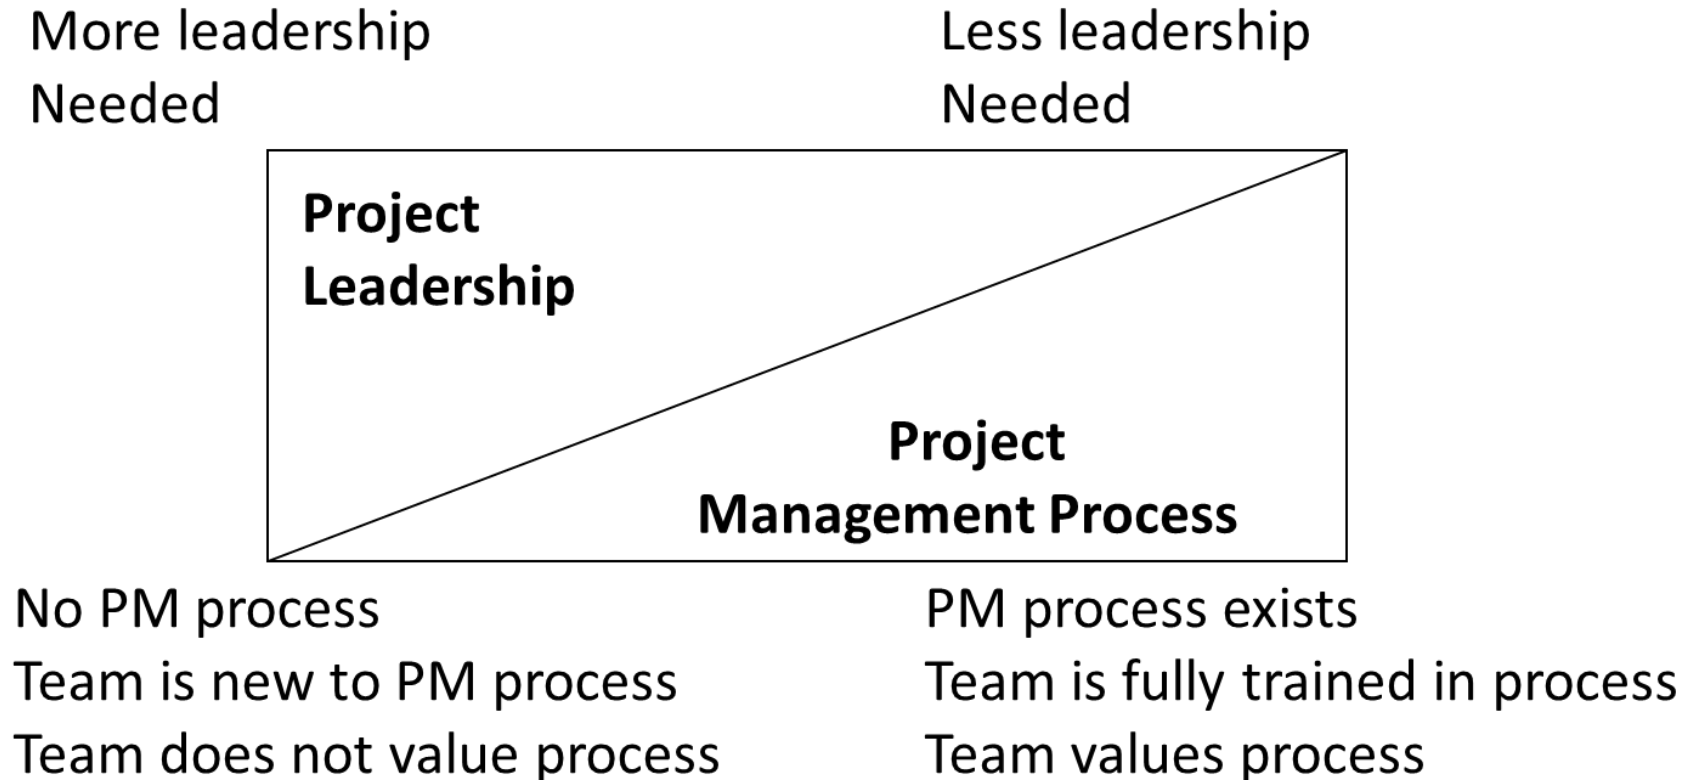 More leadership
Needed
Less leadership
Needed
Project
Leadership
Project
Management Process
No PM process
Team is new to PM process
Team does not value process
PM process exists
Team is fully trained in process
Team values process